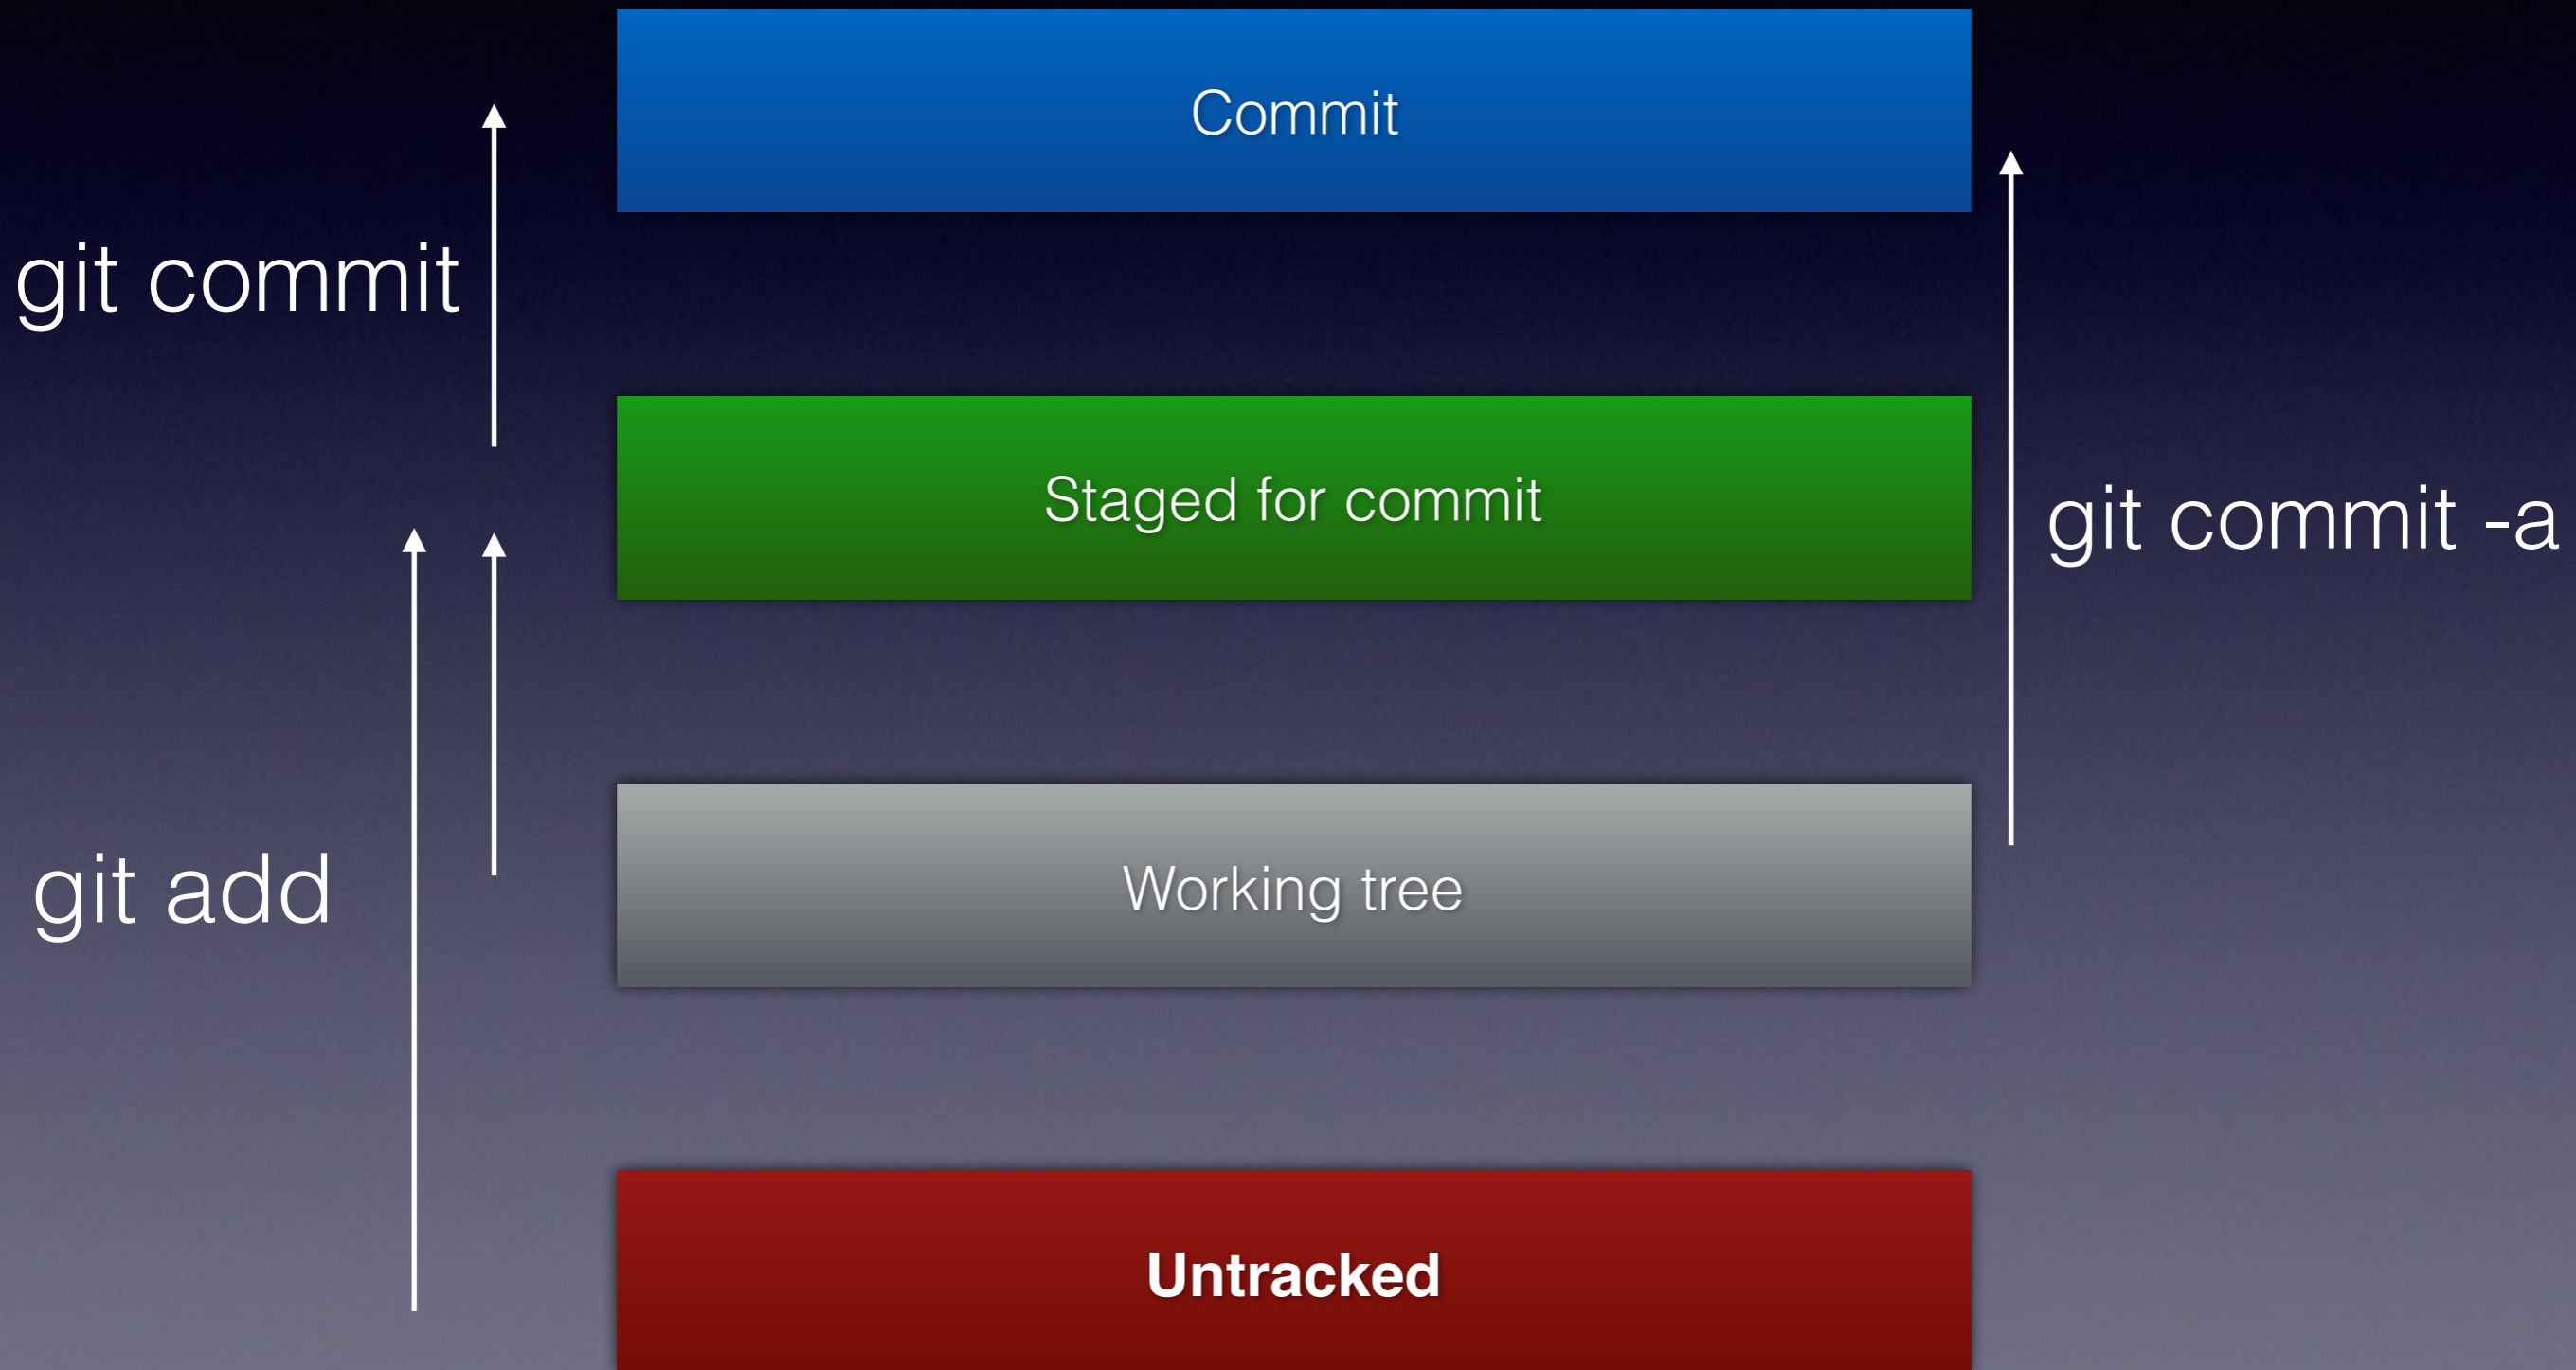 Commit
git commit
Staged for commit
git commit -a
Working tree
git add
Untracked